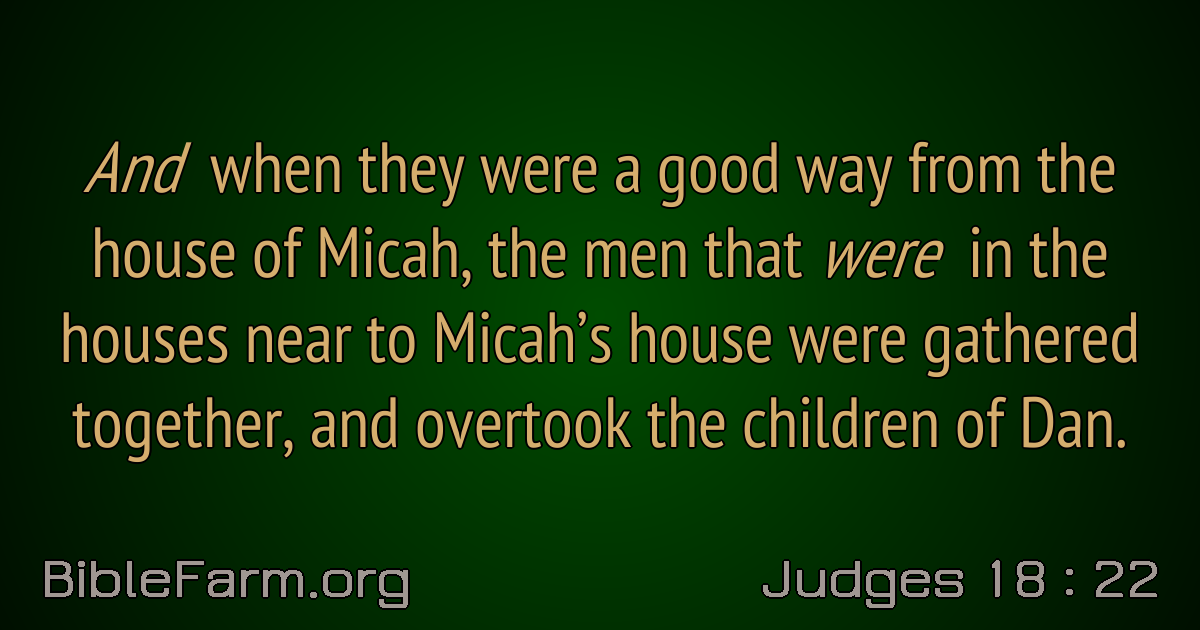 And when they were a good way from the
house of Micah, the men that were in the
houses near to Micah’s house were gathered
together, and overtook the children of Dan.
BibleFarm.org
Judges 18 : 22